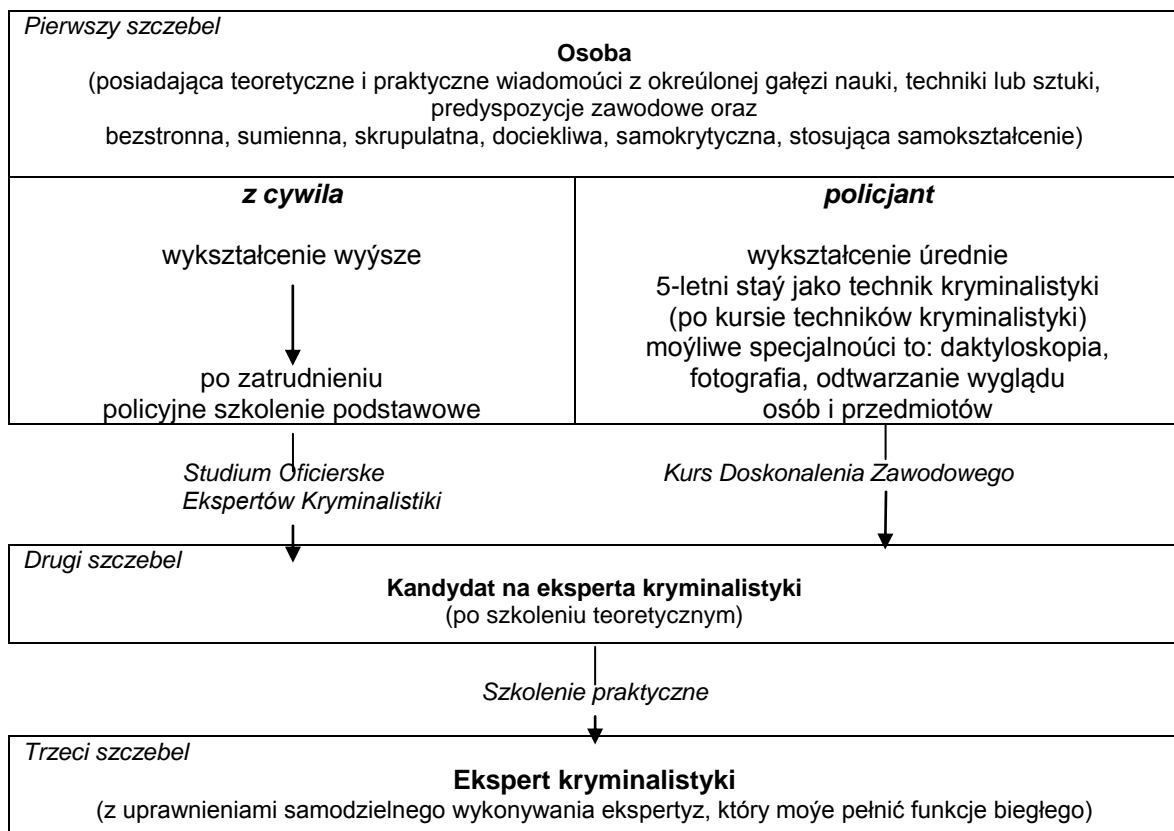 Pierwszy szczebel
Osoba
(posiadająca teoretyczne i praktyczne wiadomoúci z okreúlonej gałęzi nauki, techniki lub sztuki,
predyspozycje zawodowe oraz
bezstronna, sumienna, skrupulatna, dociekliwa, samokrytyczna, stosująca samokształcenie)
z cywila
wykształcenie wyýsze
po zatrudnieniu
policyjne szkolenie podstawowe
policjant
wykształcenie úrednie
5-letni staý jako technik kryminalistyki
(po kursie techników kryminalistyki)
moýliwe specjalnoúci to: daktyloskopia,
fotografia, odtwarzanie wyglądu
osób i przedmiotów
Studium Oficierske
Ekspertów Kryminalistiki
Kurs Doskonalenia Zawodowego
Drugi szczebel
Kandydat na eksperta kryminalistyki
(po szkoleniu teoretycznym)
Szkolenie praktyczne
Trzeci szczebel
Ekspert kryminalistyki
(z uprawnieniami samodzielnego wykonywania ekspertyz, który moýe pełnić funkcje biegłego)